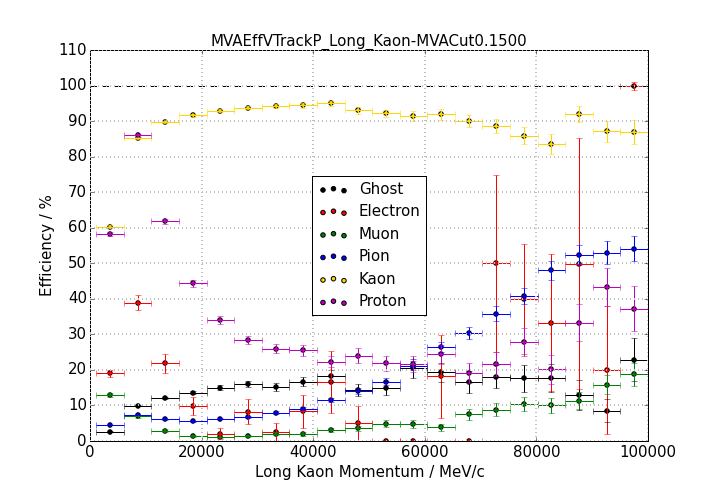 MVAEffVTrackP_Long_Kaon-MVACut0.1500
110
100
90
80
70
60
50
40
30
20
10
0
Efficiency / %
Ghost
Electron
Muon
Pion
Kaon
Proton
0 20000 40000 60000 80000 100000
Long Kaon Momentum / MeV/c